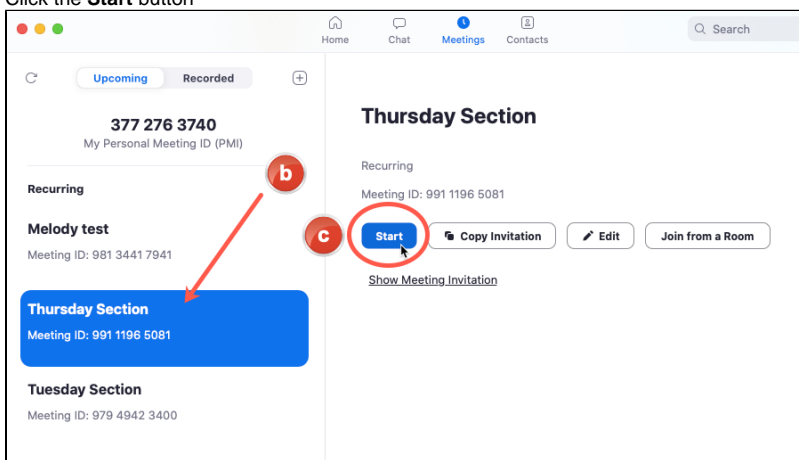 Click the Start button
Home Chat Meetings Contacts Search
Upcoming Recorded
377 276 3740
My Personal Meeting ID (PMI)
b
Recurring
Melody test
Meeting ID: 981 3441 7941
Thursday Section
Meeting ID: 991 1196 5081
Tuesday Section
Meeting ID: 979 4942 3400
Thursday Section
Recurring
Meeting ID: 991 1196 5081
c
Start Copy Invitation Edit Join from a Room
Show Meeting Invitation